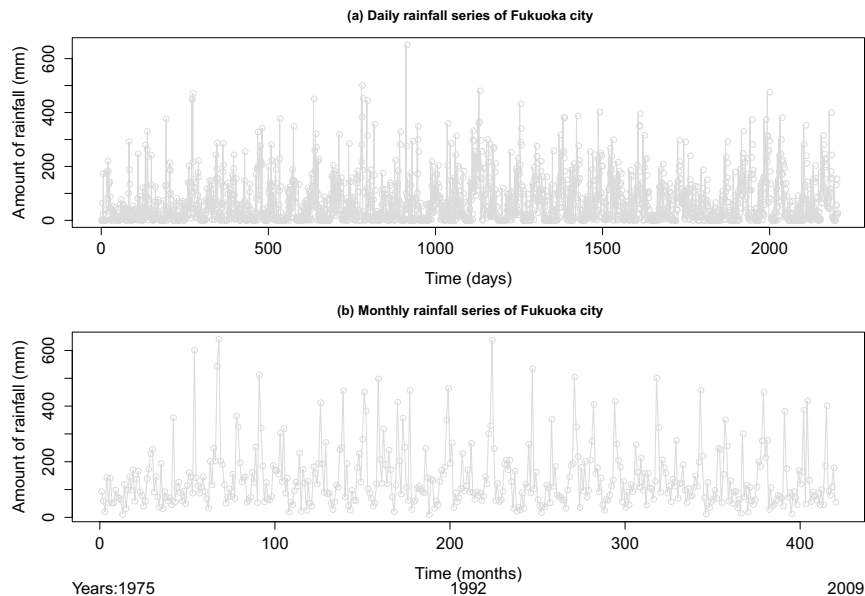 (a) Daily rainfall series of Fukuoka city
Amount of rainfall (mm)
600
400
200
0
0 500 1000 1500 2000
Time (days)
(b) Monthly rainfall series of Fukuoka city
Amount of rainfall (mm)
600
400
200
0
0 100 200 300 400
Time (months)
Years:1975 1992 2009